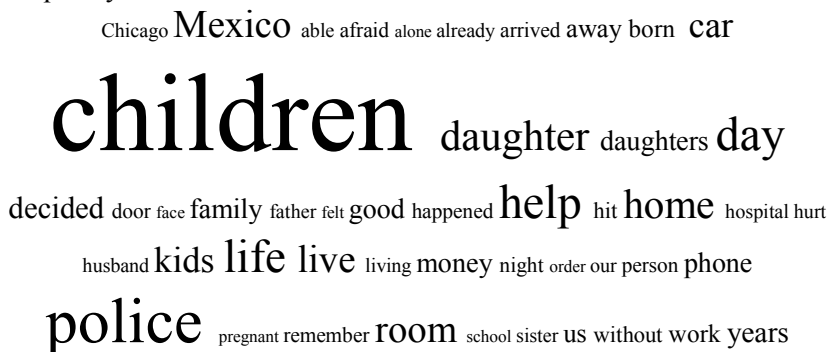 Chicago Mexico able afraid alone already arrived away born car
children daughter daughters day
decided door face family father felt good happened help hit home hospital hurt
husband kids life live living money night order our person phone
police pregnant remember room school sister us without work years